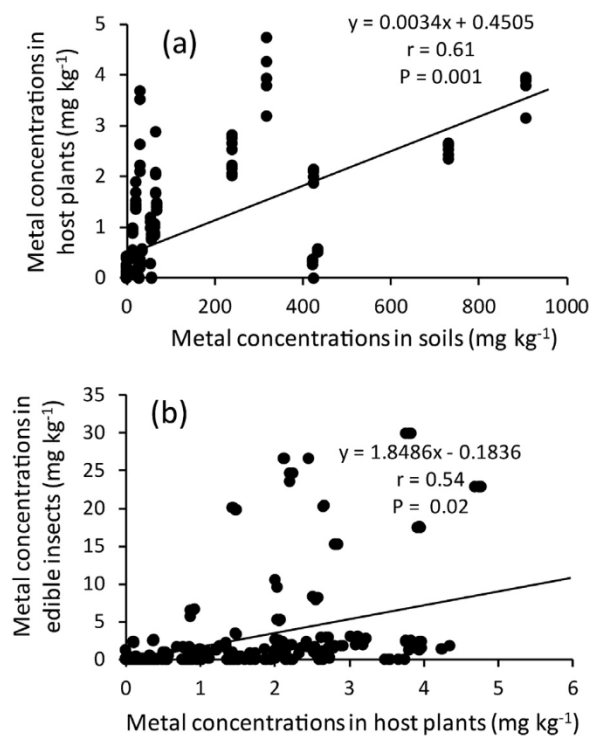 (a)
y = 0.0034x + 0.4505
r = 0.61
P = 0.001
Metal concentrations in
host plants (mg kg⁻¹)
5
4
3
2
1
0
0 200 400 600 800 1000
Metal concentrations in soils (mg kg⁻¹)
(b)
y = 1.8486x - 0.1836
r = 0.54
P = 0.02
Metal concentrations in
edible insects (mg kg⁻¹)
35
30
25
20
15
10
5
0
0 1 2 3 4 5 6
Metal concentrations in host plants (mg kg⁻¹)